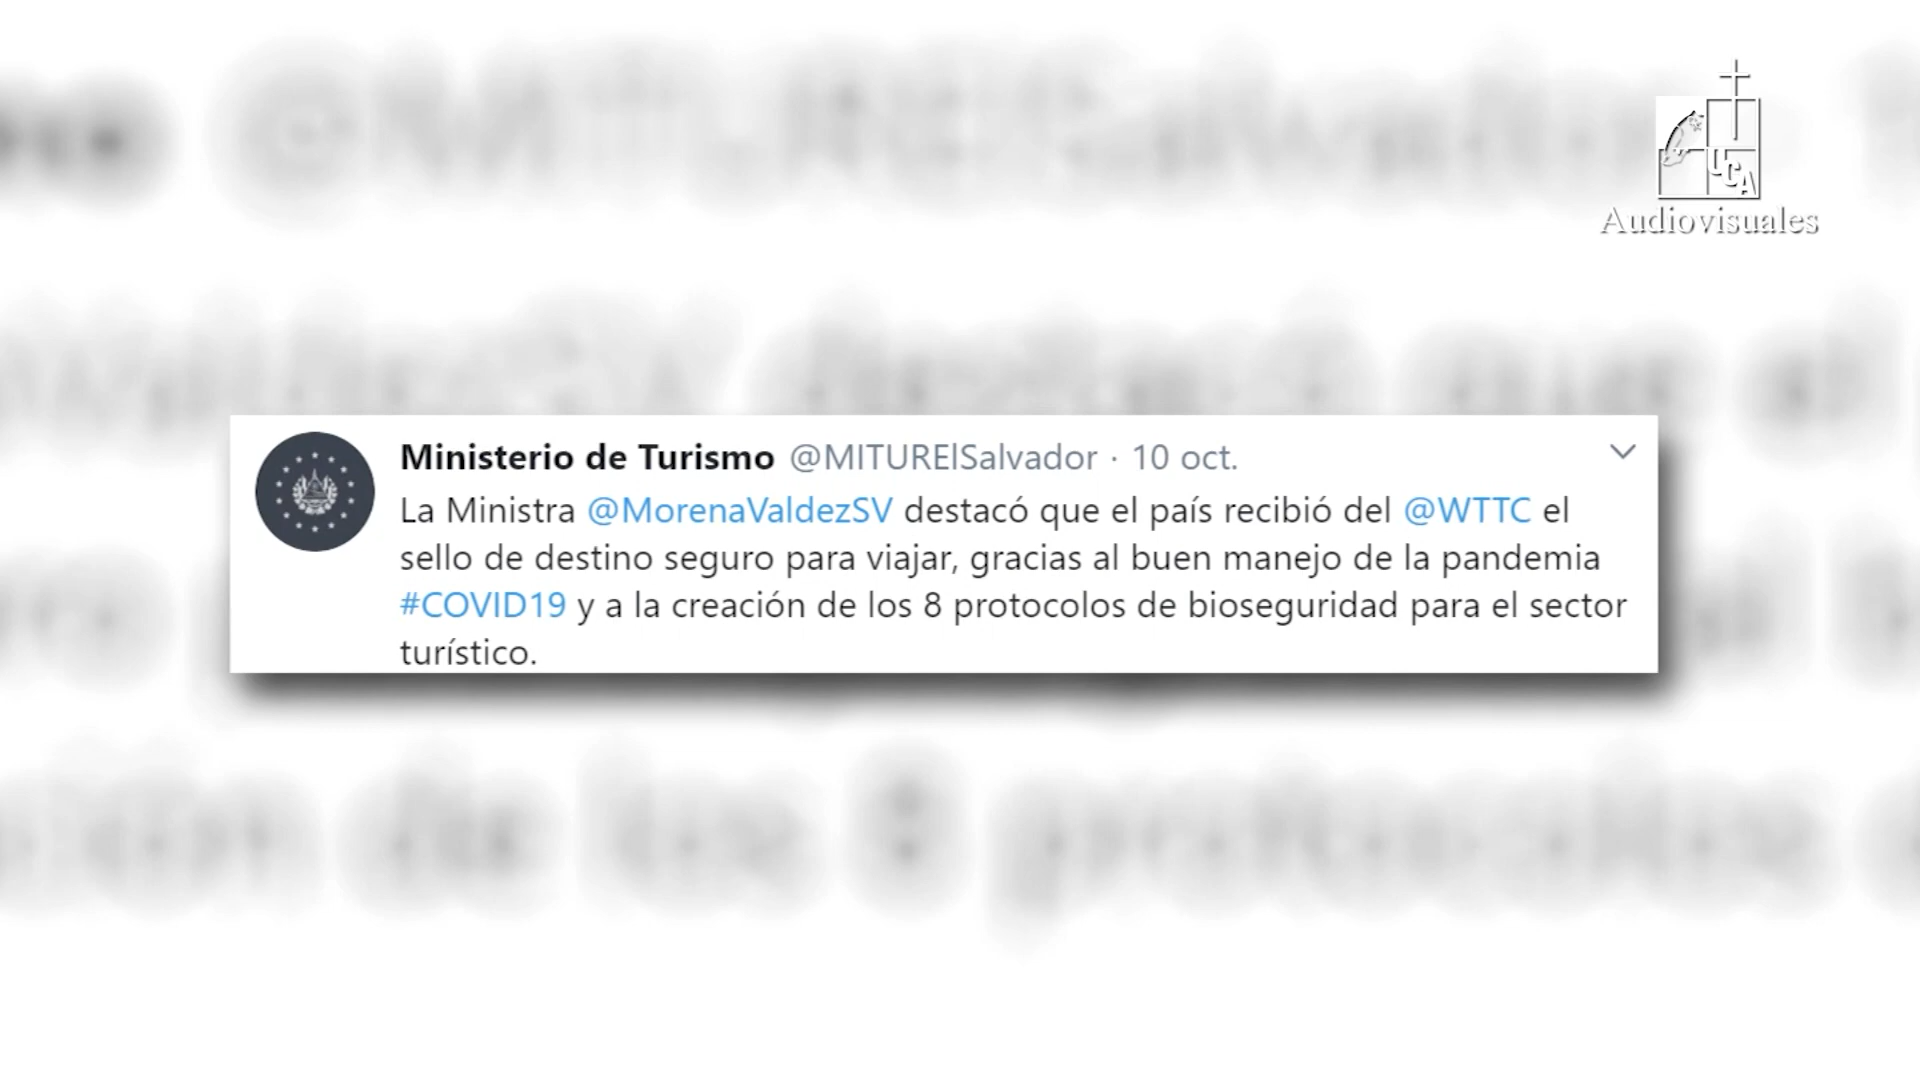 UCA
Audiovisuales
Ministerio de Turismo @MITURElSalvador · 10 oct.
La Ministra @MorenaValdezSV destacó que el país recibió del @WTTC el
sello de destino seguro para viajar, gracias al buen manejo de la pandemia
#COVID19 y a la creación de los 8 protocolos de bioseguridad para el sector
turístico.